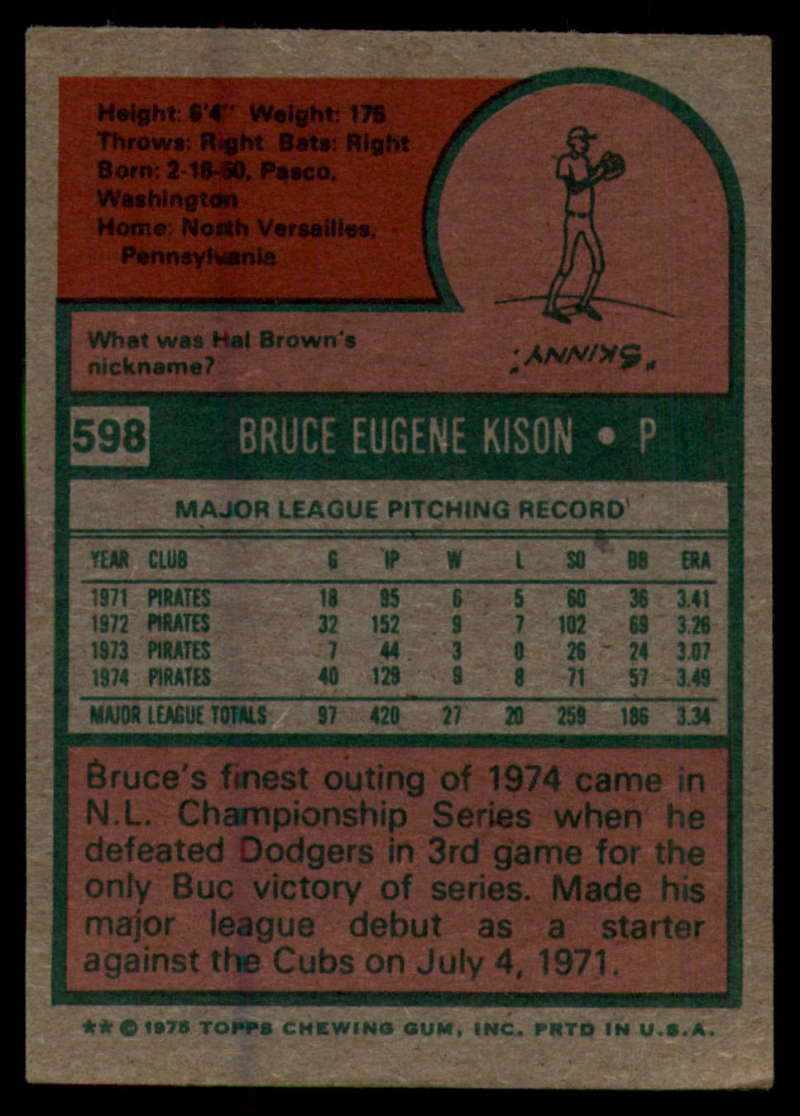 Height: 6'4" Weight: 175
Throws: Right Bats: Right
Born: 2-18-50, Pasco,
Washington
Home: North Versailles,
Pennsylvania
What was Hal Brown's
nickname?
"SKINNY."
598 BRUCE EUGENE KISON • P
MAJOR LEAGUE PITCHING RECORD
YEAR CLUB G IP W L SO BB ERA
1971 PIRATES 18 95 6 5 60 36 3.41
1972 PIRATES 32 152 9 7 102 69 3.26
1973 PIRATES 7 44 3 0 26 24 3.07
1974 PIRATES 40 129 9 8 71 57 3.49
MAJOR LEAGUE TOTALS 97 420 27 20 259 186 3.34
Bruce's finest outing of 1974 came in
N.L. Championship Series when he
defeated Dodgers in 3rd game for the
only Buc victory of series. Made his
major league debut as a starter
against the Cubs on July 4, 1971.
** © 1975 TOPPS CHEWING GUM, INC. PRTD IN U.S.A.